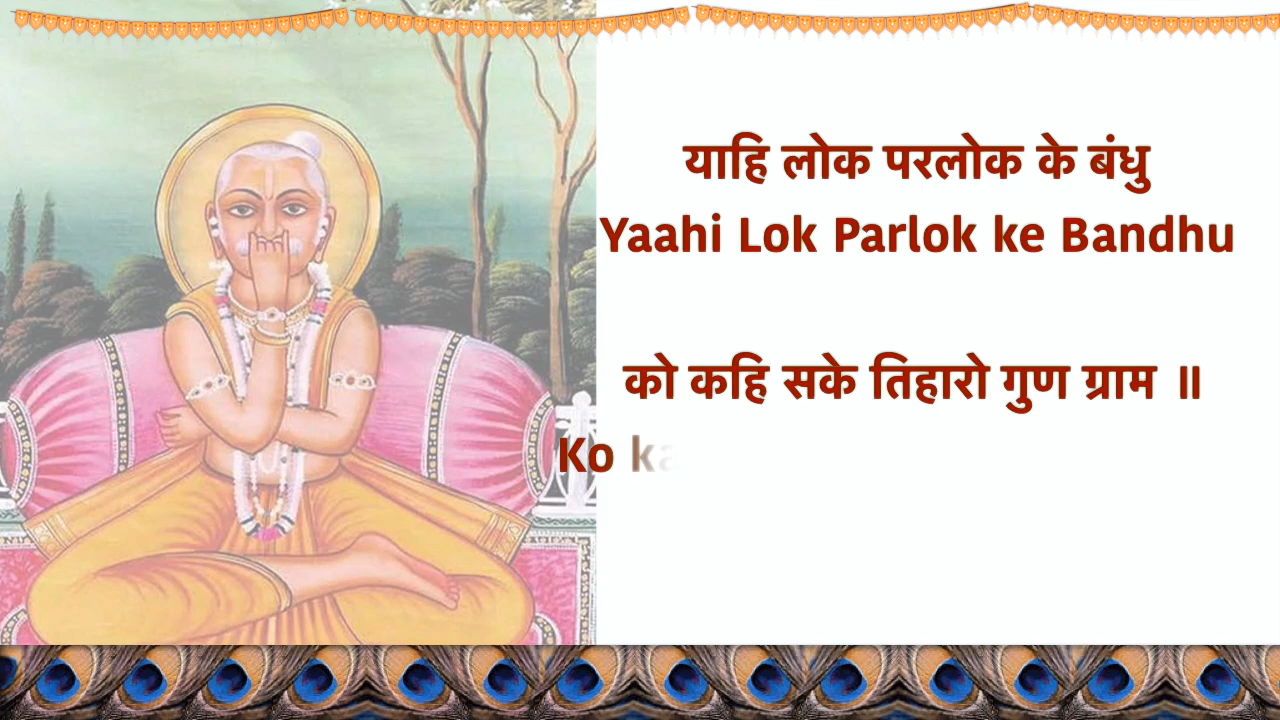 याहि लोक परलोक के बंधु
Yaahi Lok Parlok ke Bandhu
को कहि सके तिहारो गुण ग्राम ॥
Ko